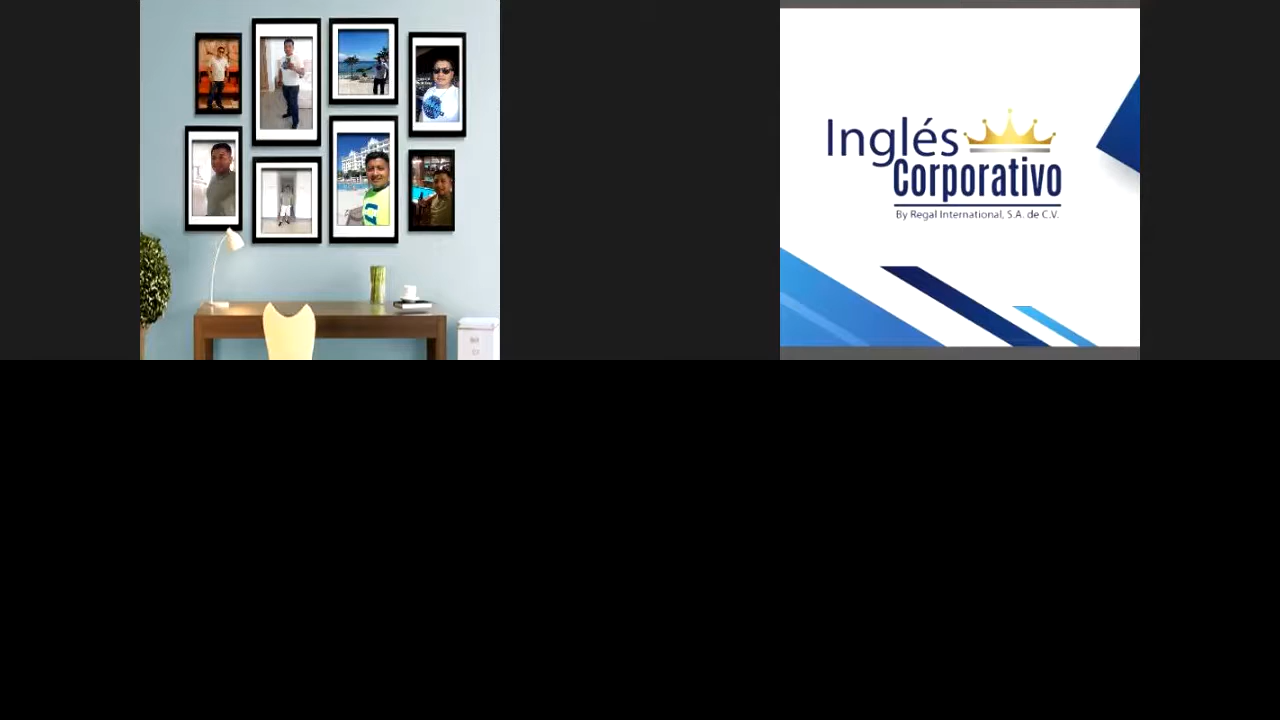 Inglés
Corporativo
By Regal International, S.A. de C.V.